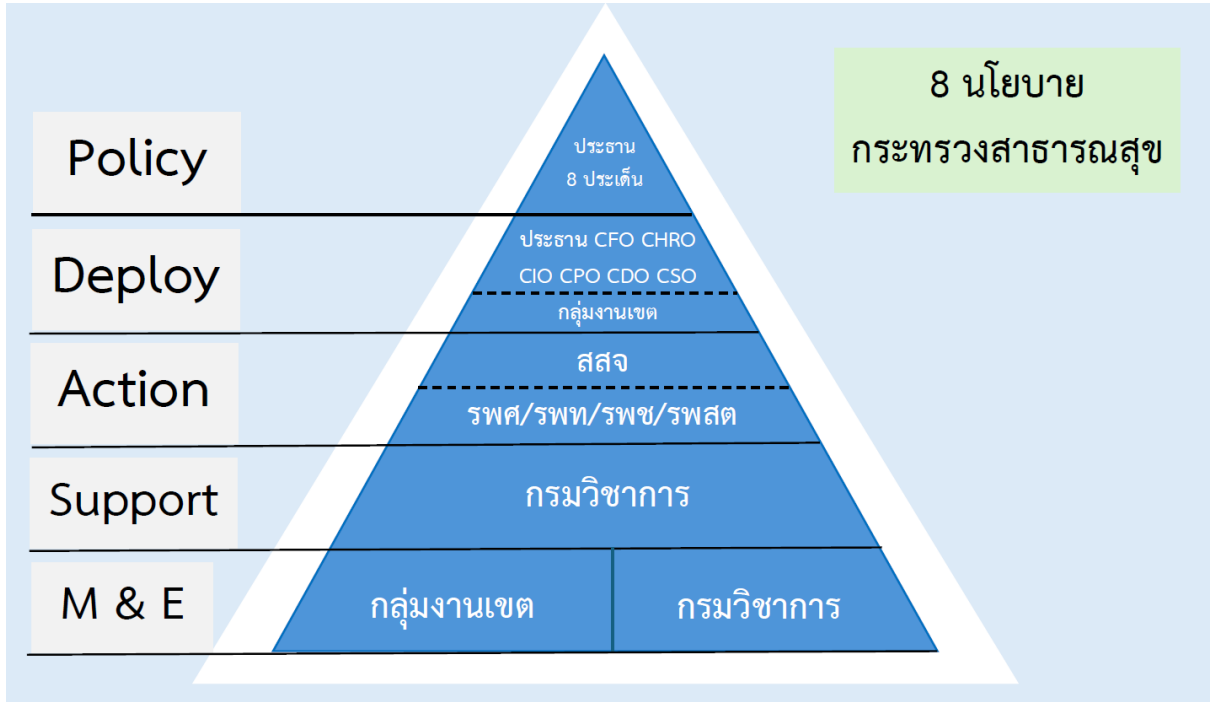 8 นโยบาย
กระทรวงสาธารณสุข
Policy
ประธาน
8 ประเด็น
Deploy
ประธาน CFO CHRO
CIO CPO CDO CSO
กลุ่มงานเขต
Action
สสจ
รพศ/รพท/รพช/รพสต
Support
กรมวิชาการ
M & E
กลุ่มงานเขต
กรมวิชาการ